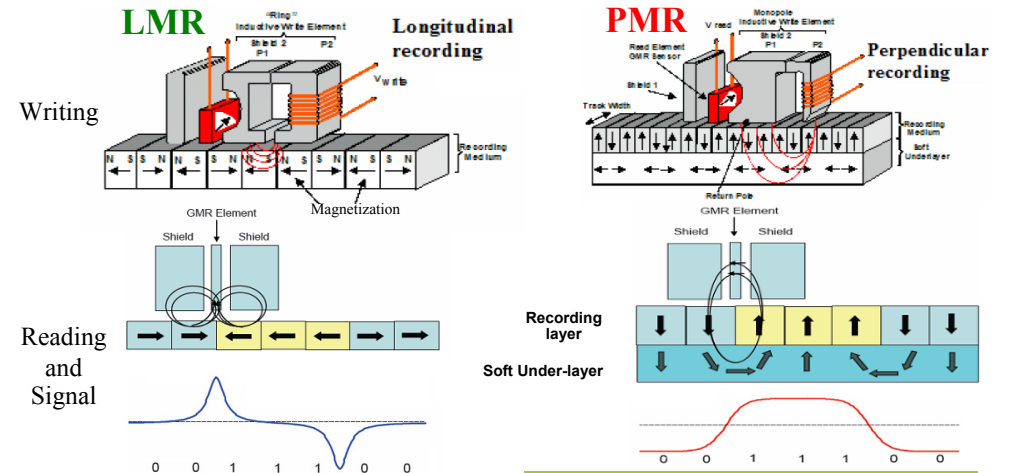 LMR
"Ring"
Inductive Write Element
Shield 2
P1
P2
Longitudinal
recording
V Write
Writing
Recording
Medium
N S S N N S S N N S S N N S S N
Magnetization
PMR
Monopole
Inductive Write Element
V read
Shield 2
P1
P2
Read Element
GMR Sensor
Perpendicular
recording
Shield 1
Track Width
Recording
Medium
Soft
Underlayer
Return Pole
GMR Element
Shield
Shield
Reading
and
Signal
0 0 1 1 1 0 0
GMR Element
Shield
Shield
Recording
layer
Soft Under-layer
0 0 1 1 1 0 0